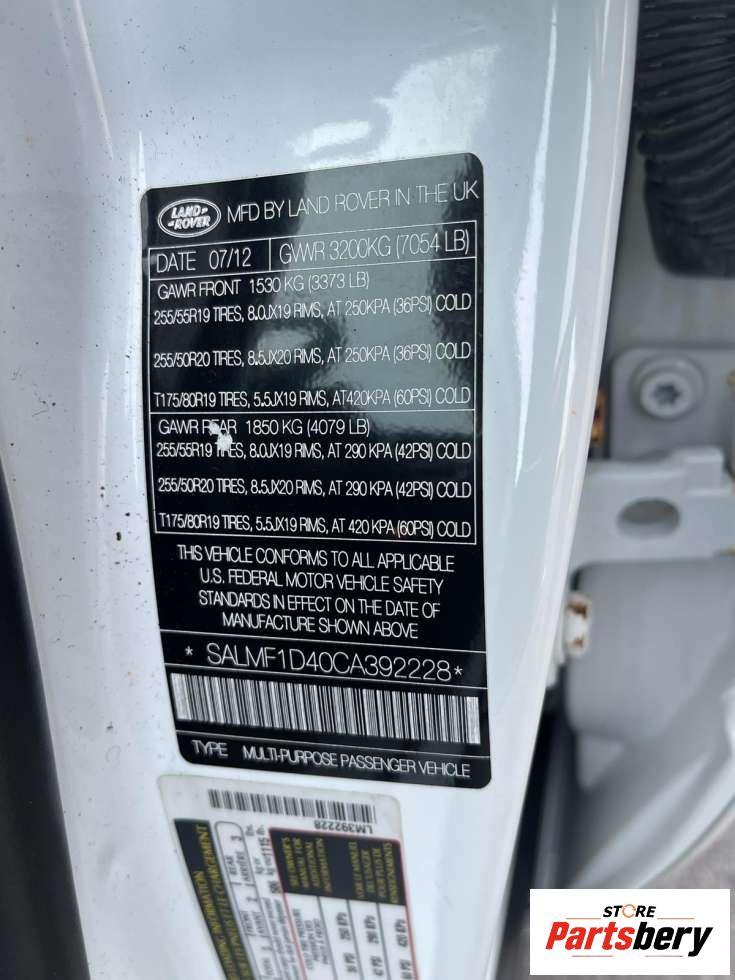 LAND ROVER
MFD BY LAND ROVER IN THE UK
DATE 07/12 GVWR 3200KG (7054 LB)
GAWR FRONT 1530 KG (3373 LB)
255/55R19 TIRES, 8.0JX19 RIMS, AT 250KPA (36PSI) COLD
255/50R20 TIRES, 8.5JX20 RIMS, AT 250KPA (36PSI) COLD
T175/80R19 TIRES, 5.5JX19 RIMS, AT420KPA (60PSI) COLD
GAWR REAR 1850 KG (4079 LB)
255/55R19 TIRES, 8.0JX19 RIMS, AT 290 KPA (42PSI) COLD
255/50R20 TIRES, 8.5JX20 RIMS, AT 290 KPA (42PSI) COLD
T175/80R19 TIRES, 5.5JX19 RIMS, AT 420 KPA (60PSI) COLD
THIS VEHICLE CONFORMS TO ALL APPLICABLE
U.S. FEDERAL MOTOR VEHICLE SAFETY
STANDARDS IN EFFECT ON THE DATE OF
MANUFACTURE SHOWN ABOVE
* SALMF1D40CA392228 *
TYPE MULTI-PURPOSE PASSENGER VEHICLE
LM392228
STORE
Partsbery